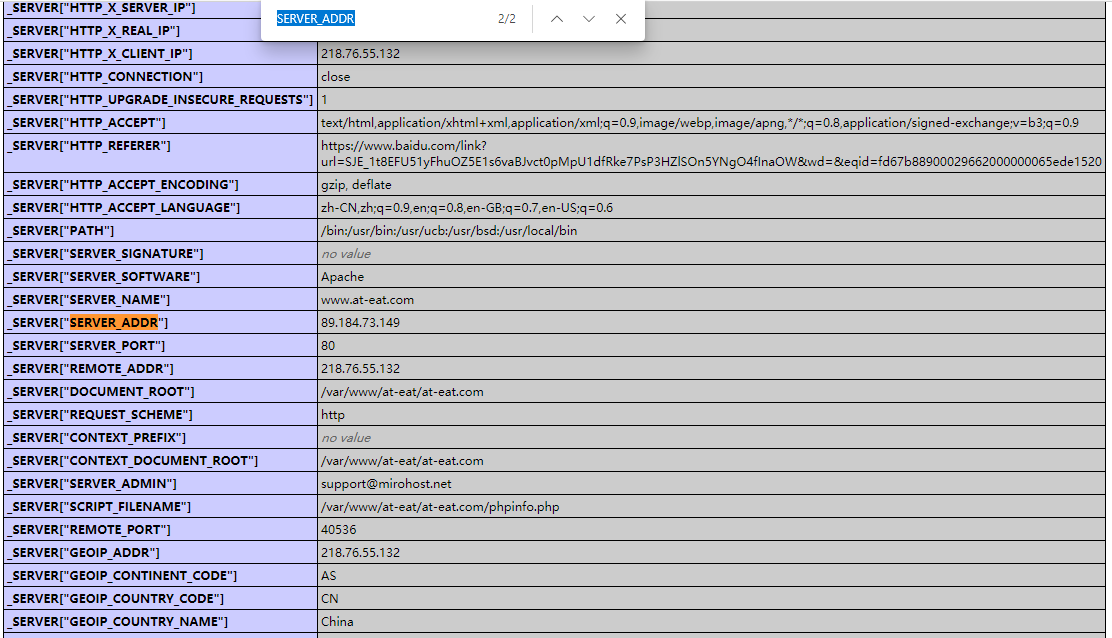 _SERVER["HTTP_X_SERVER_IP"]
SERVER_ADDR 2/2
_SERVER["HTTP_X_REAL_IP"]
_SERVER["HTTP_X_CLIENT_IP"] 218.76.55.132
_SERVER["HTTP_CONNECTION"] close
_SERVER["HTTP_UPGRADE_INSECURE_REQUESTS"] 1
_SERVER["HTTP_ACCEPT"] text/html,application/xhtml+xml,application/xml;q=0.9,image/webp,image/apng,*/*;q=0.8,application/signed-exchange;v=b3;q=0.9
_SERVER["HTTP_REFERER"] https://www.baidu.com/link?
url=SJE_1t8EFU51yFhuOZ5E1s6vaBJvct0pMpU1dfRke7PsP3HZlSOn5YNgO4fInaOW&wd=&eqid=fd67b88900029662000000065ede1520
_SERVER["HTTP_ACCEPT_ENCODING"] gzip, deflate
_SERVER["HTTP_ACCEPT_LANGUAGE"] zh-CN,zh;q=0.9,en;q=0.8,en-GB;q=0.7,en-US;q=0.6
_SERVER["PATH"] /bin:/usr/bin:/usr/ucb:/usr/bsd:/usr/local/bin
_SERVER["SERVER_SIGNATURE"] no value
_SERVER["SERVER_SOFTWARE"] Apache
_SERVER["SERVER_NAME"] www.at-eat.com
_SERVER["SERVER_ADDR"] 89.184.73.149
_SERVER["SERVER_PORT"] 80
_SERVER["REMOTE_ADDR"] 218.76.55.132
_SERVER["DOCUMENT_ROOT"] /var/www/at-eat/at-eat.com
_SERVER["REQUEST_SCHEME"] http
_SERVER["CONTEXT_PREFIX"] no value
_SERVER["CONTEXT_DOCUMENT_ROOT"] /var/www/at-eat/at-eat.com
_SERVER["SERVER_ADMIN"] support@mirohost.net
_SERVER["SCRIPT_FILENAME"] /var/www/at-eat/at-eat.com/phpinfo.php
_SERVER["REMOTE_PORT"] 40536
_SERVER["GEOIP_ADDR"] 218.76.55.132
_SERVER["GEOIP_CONTINENT_CODE"] AS
_SERVER["GEOIP_COUNTRY_CODE"] CN
_SERVER["GEOIP_COUNTRY_NAME"] China